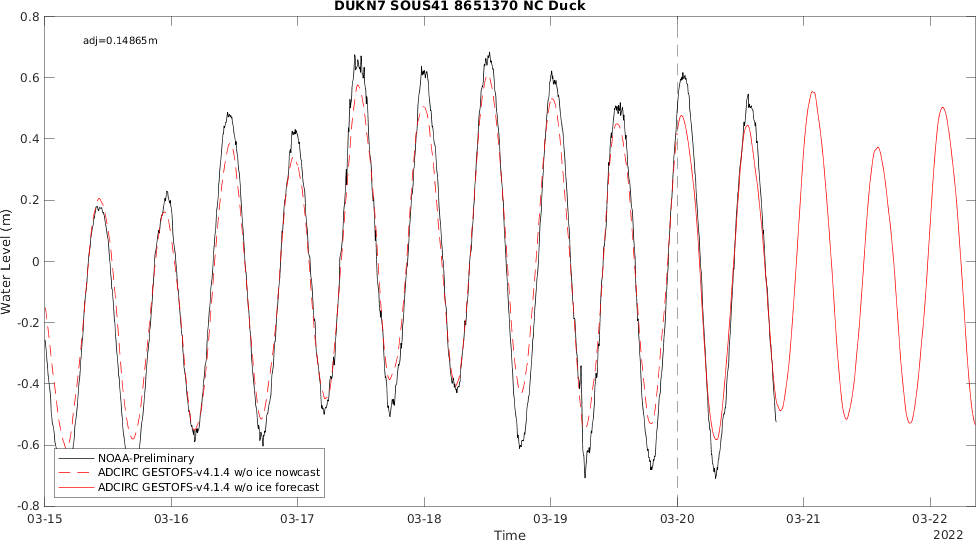 DUKN7 SOUS41 8651370 NC Duck
adj=0.14865m
0.8
0.6
0.4
0.2
0
-0.2
-0.4
-0.6
-0.8
Water Level (m)
NOAA-Preliminary
ADCIRC GESTOFS-v4.1.4 w/o ice nowcast
ADCIRC GESTOFS-v4.1.4 w/o ice forecast
03-15 03-16 03-17 03-18 03-19 03-20 03-21 03-22
Time
2022